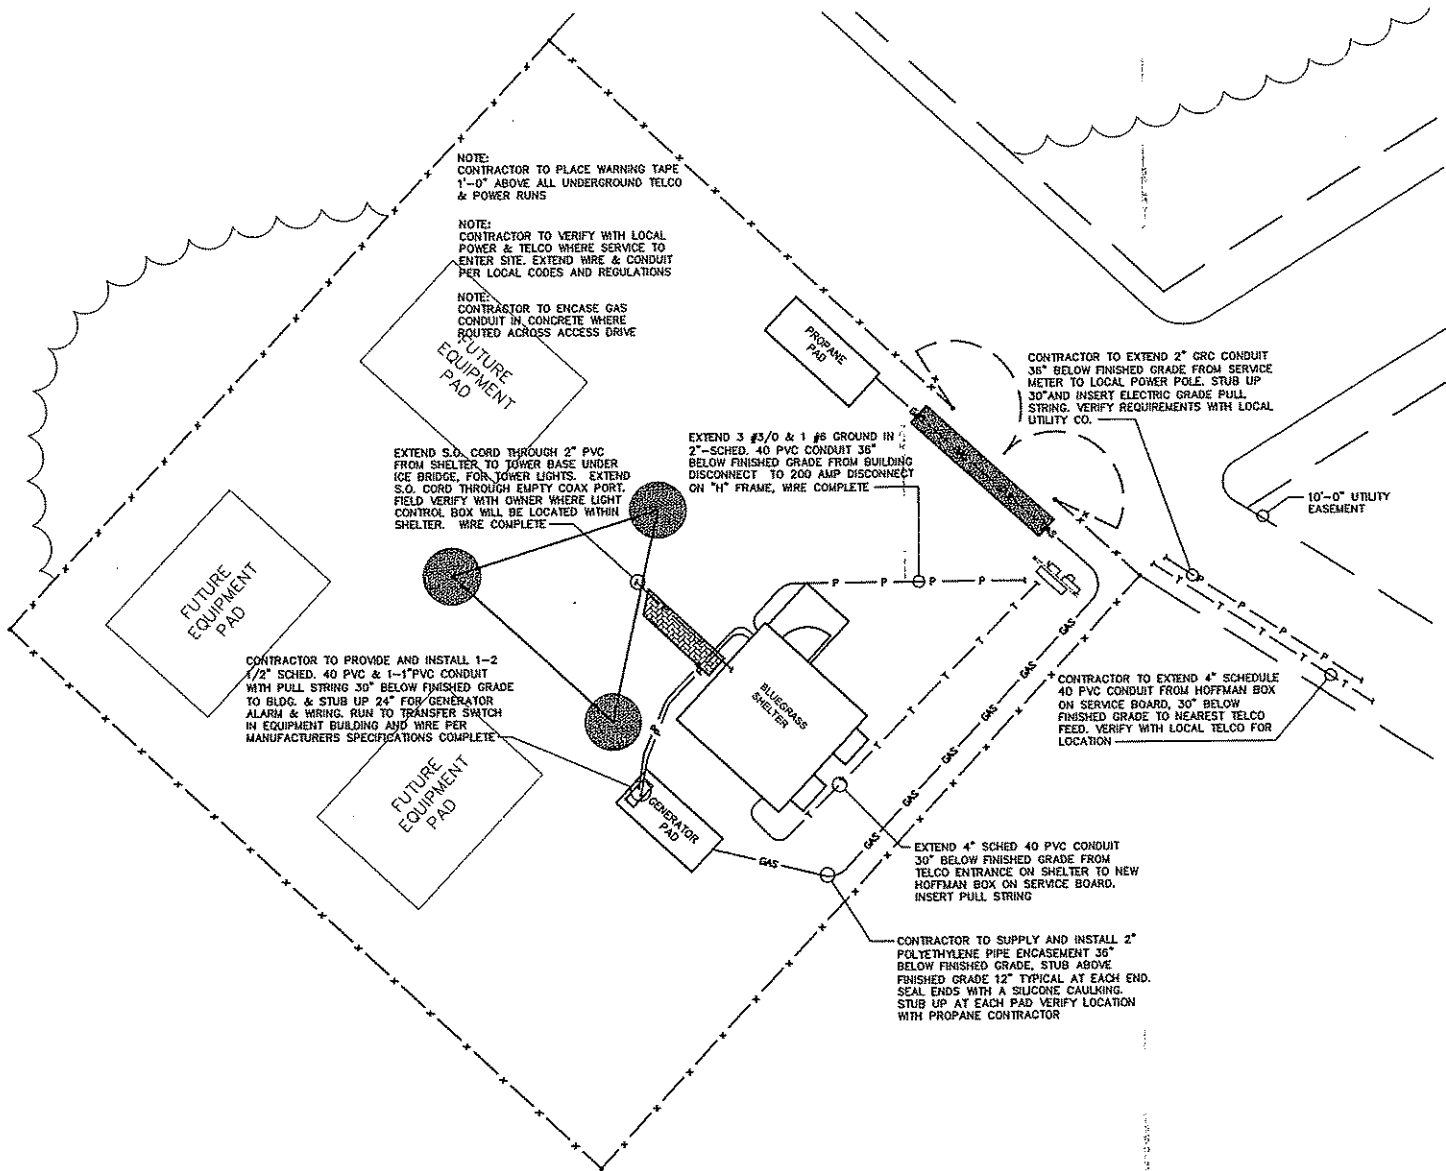 NOTE:
CONTRACTOR TO PLACE WARNING TAPE
1'-0" ABOVE ALL UNDERGROUND TELCO
& POWER RUNS
NOTE:
CONTRACTOR TO VERIFY WITH LOCAL
POWER & TELCO WHERE SERVICE TO
ENTER SITE. EXTEND WIRE & CONDUIT
PER LOCAL CODES AND REGULATIONS
NOTE:
CONTRACTOR TO ENCASE GAS
CONDUIT IN CONCRETE WHERE
ROUTED ACROSS ACCESS DRIVE
FUTURE
EQUIPMENT
PAD
PROPANE
PAD
CONTRACTOR TO EXTEND 2" GRC CONDUIT
36" BELOW FINISHED GRADE FROM SERVICE
METER TO LOCAL POWER POLE. STUB UP
30"AND INSERT ELECTRIC GRADE PULL
STRING. VERIFY REQUIREMENTS WITH LOCAL
UTILITY CO.
EXTEND S.O. CORD THROUGH 2" PVC
FROM SHELTER TO TOWER BASE UNDER
ICE BRIDGE, FOR TOWER LIGHTS. EXTEND
S.O. CORD THROUGH EMPTY COAX PORT.
FIELD VERIFY WITH OWNER WHERE LIGHT
CONTROL BOX WILL BE LOCATED WITHIN
SHELTER. WIRE COMPLETE
EXTEND 3 #3/0 & 1 #6 GROUND IN
2"-SCHED. 40 PVC CONDUIT 36"
BELOW FINISHED GRADE FROM BUILDING
DISCONNECT TO 200 AMP DISCONNECT
ON "H" FRAME, WIRE COMPLETE
10'-0" UTILITY
EASEMENT
FUTURE
EQUIPMENT
PAD
P P P P P
GAS
P P P P
T T T T T
T T T T T
CONTRACTOR TO PROVIDE AND INSTALL 1-2
1/2" SCHED. 40 PVC & 1-1"PVC CONDUIT
WITH PULL STRING 30" BELOW FINISHED GRADE
TO BLDG. & STUB UP 24" FOR GENERATOR
ALARM & WIRING. RUN TO TRANSFER SWITCH
IN EQUIPMENT BUILDING AND WIRE PER
MANUFACTURERS SPECIFICATIONS COMPLETE
BLUEGRASS
SHELTER
CONTRACTOR TO EXTEND 4" SCHEDULE
40 PVC CONDUIT FROM HOFFMAN BOX
ON SERVICE BOARD, 30" BELOW
FINISHED GRADE TO NEAREST TELCO
FEED. VERIFY WITH LOCAL TELCO FOR
LOCATION
GAS
GAS
GAS
GAS
FUTURE
EQUIPMENT
PAD
GENERATOR
PAD
GAS
EXTEND 4" SCHED 40 PVC CONDUIT
30" BELOW FINISHED GRADE FROM
TELCO ENTRANCE ON SHELTER TO NEW
HOFFMAN BOX ON SERVICE BOARD.
INSERT PULL STRING
CONTRACTOR TO SUPPLY AND INSTALL 2"
POLYETHYLENE PIPE ENCASEMENT 36"
BELOW FINISHED GRADE, STUB ABOVE
FINISHED GRADE 12" TYPICAL AT EACH END.
SEAL ENDS WITH A SILICONE CAULKING.
STUB UP AT EACH PAD VERIFY LOCATION
WITH PROPANE CONTRACTOR